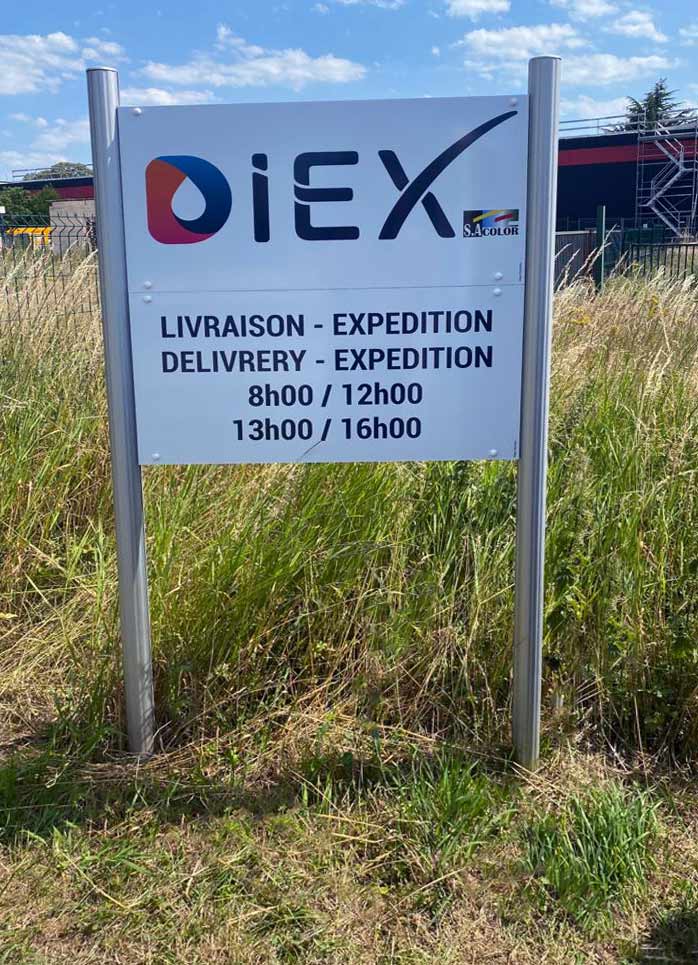 DiEX
S.A COLOR
LIVRAISON - EXPEDITION
DELIVRERY - EXPEDITION
8h00 / 12h00
13h00 / 16h00